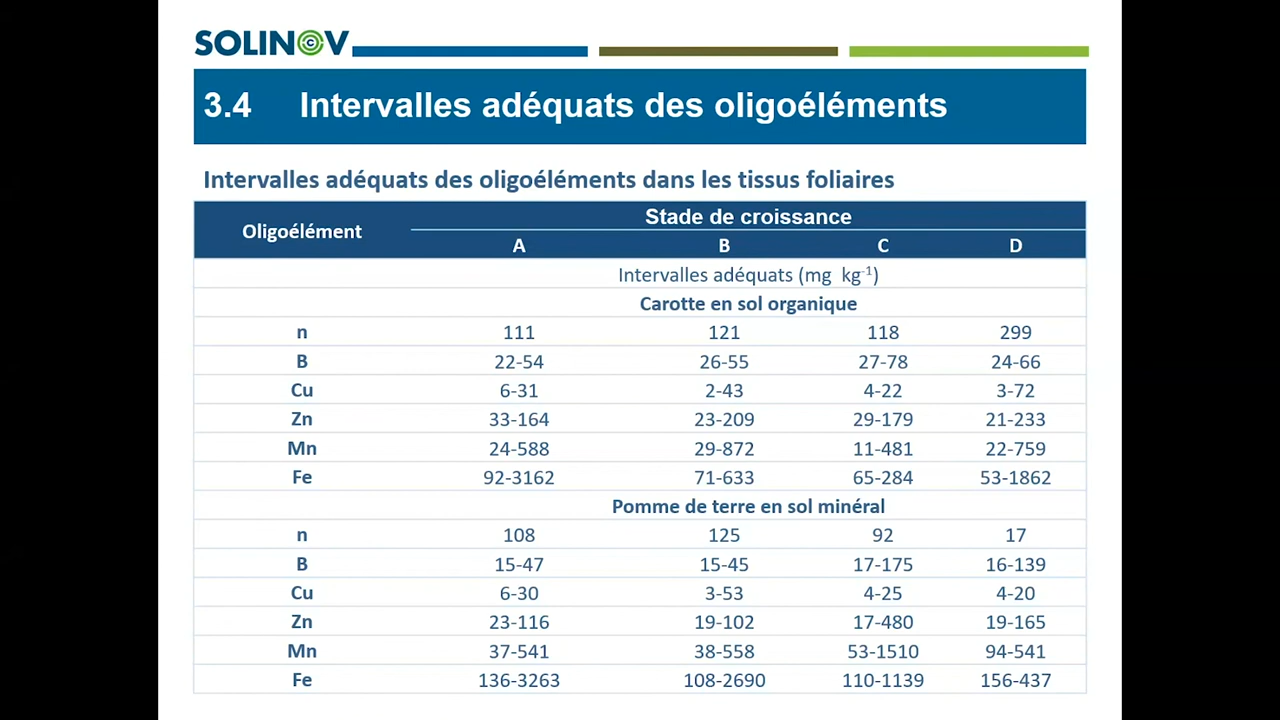 SOLINOV
3.4 Intervalles adéquats des oligoéléments
Intervalles adéquats des oligoéléments dans les tissus foliaires
Oligoélément Stade de croissance
A B C D
Intervalles adéquats (mg kg⁻¹)
Carotte en sol organique
n 111 121 118 299
B 22-54 26-55 27-78 24-66
Cu 6-31 2-43 4-22 3-72
Zn 33-164 23-209 29-179 21-233
Mn 24-588 29-872 11-481 22-759
Fe 92-3162 71-633 65-284 53-1862
Pomme de terre en sol minéral
n 108 125 92 17
B 15-47 15-45 17-175 16-139
Cu 6-30 3-53 4-25 4-20
Zn 23-116 19-102 17-480 19-165
Mn 37-541 38-558 53-1510 94-541
Fe 136-3263 108-2690 110-1139 156-437